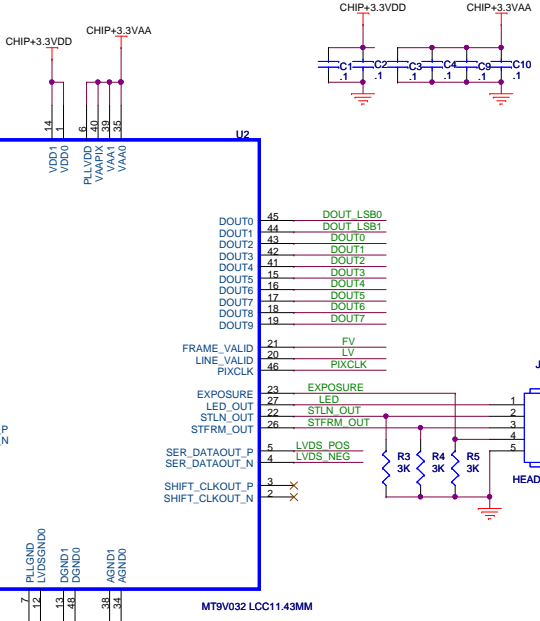 CHIP+3.3VDD
CHIP+3.3VAA
CHIP+3.3VDD
CHIP+3.3VAA
C1
.1
C2
.1
C3
.1
C4
.1
C9
.1
C10
.1
14
1
6
40
39
35
VDD1
VDD0
PLLVDD
VAAPIX
VAA1
VAA0
U2
DOUT0 45 DOUT_LSB0
DOUT1 44 DOUT_LSB1
DOUT2 43 DOUT0
DOUT3 42 DOUT1
DOUT4 41 DOUT2
DOUT5 15 DOUT3
DOUT6 16 DOUT4
DOUT7 17 DOUT5
DOUT8 18 DOUT6
DOUT9 19 DOUT7
FRAME_VALID 21 FV
LINE_VALID 20 LV
PIXCLK 46 PIXCLK
EXPOSURE 23 EXPOSURE
LED_OUT 27 LED
STLN_OUT 22 STLN_OUT
STFRM_OUT 26 STFRM_OUT
SER_DATAOUT_P 5 LVDS_POS
SER_DATAOUT_N 4 LVDS_NEG
SHIFT_CLKOUT_P 3
SHIFT_CLKOUT_N 2
_P
_N
J
1
2
3
4
5
HEAD
R3
3K
R4
3K
R5
3K
PLLGND
LVDSGND0
DGND1
DGND0
AGND1
AGND0
7
12
13
48
38
34
MT9V032 LCC11.43MM